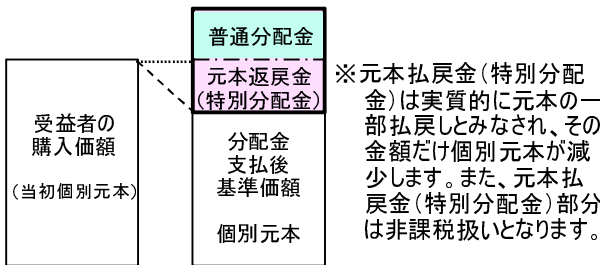 普通分配金
元本返戻金
（特別分配金）
受益者の
購入価額
（当初個別元本）
分配金
支払後
基準価額
個別元本
※元本払戻金（特別分配
金）は実質的に元本の一
部払戻しとみなされ、その
金額だけ個別元本が減
少します。また、元本払
戻金（特別分配金）部分
は非課税扱いとなります。